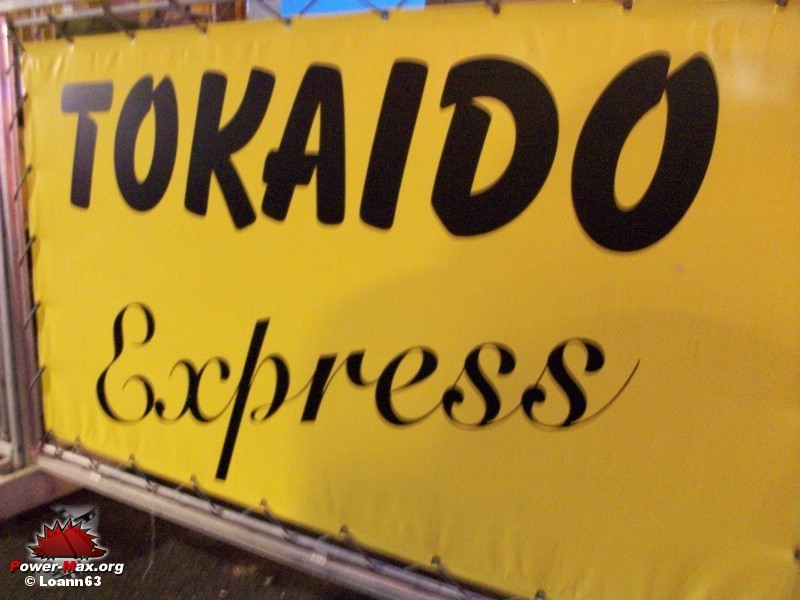 TOKAIDO
Express
Power-Max.org
© Loann63